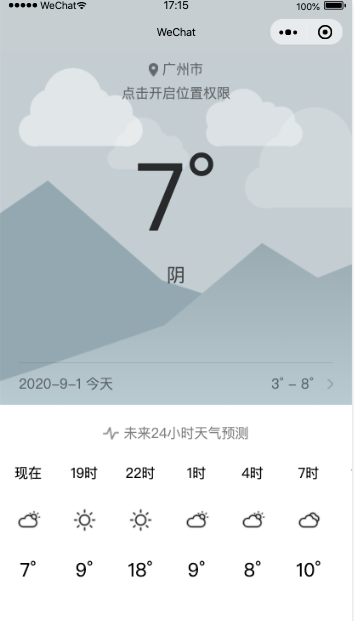 WeChat 17:15 100%
WeChat
广州市
点击开启位置权限
7°
阴
2020-9-1 今天 3° - 8°
未来24小时天气预测
现在 19时 22时 1时 4时 7时
7° 9° 18° 9° 8° 10°